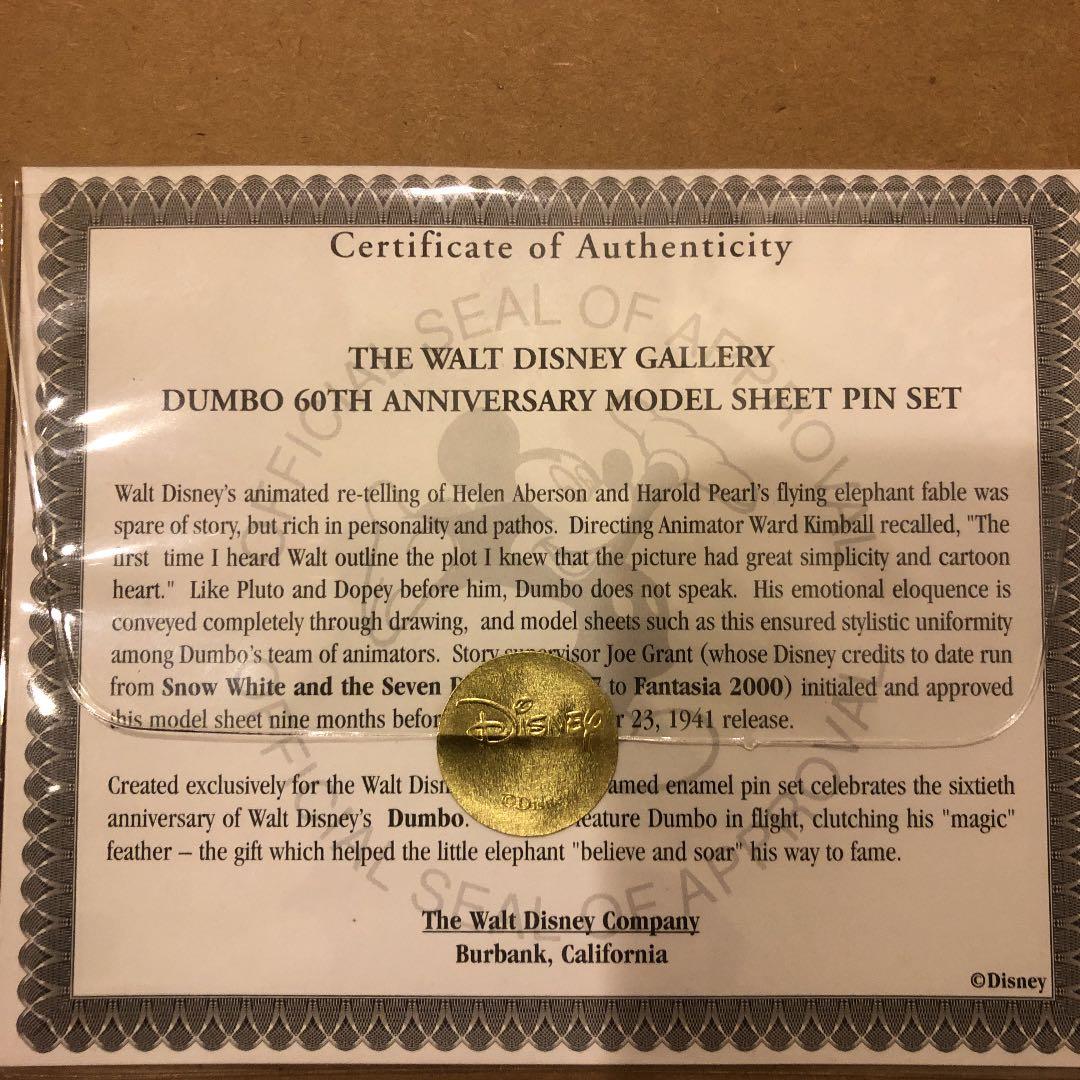 Certificate of Authenticity
OFFICIAL SEAL OF APPROVAL
THE WALT DISNEY GALLERY
DUMBO 60TH ANNIVERSARY MODEL SHEET PIN SET
Walt Disney's animated re-telling of Helen Aberson and Harold Pearl's flying elephant fable was
spare of story, but rich in personality and pathos. Directing Animator Ward Kimball recalled, "The
first time I heard Walt outline the plot I knew that the picture had great simplicity and cartoon
heart." Like Pluto and Dopey before him, Dumbo does not speak. His emotional eloquence is
conveyed completely through drawing, and model sheets such as this ensured stylistic uniformity
among Dumbo's team of animators. Story supervisor Joe Grant (whose Disney credits to date run
from Snow White and the Seven to Fantasia 2000) initialed and approved
this model sheet nine months 23, 1941 release.
DISNEY
©Disney
Created exclusively for the Walt enamel pin set celebrates the sixtieth
anniversary of Walt Disney's Dumbo. Dumbo in flight, clutching his "magic"
feather – the gift which helped the little elephant "believe and soar" his way to fame.
OFFICIAL SEAL OF APPROVAL
The Walt Disney Company
Burbank, California
©Disney